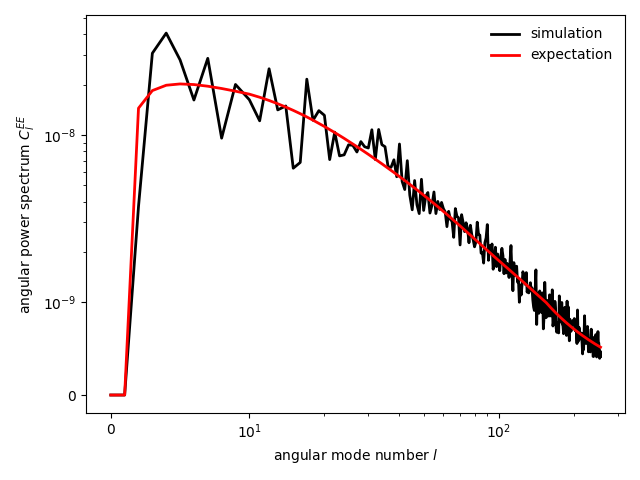 simulation
expectation
angular power spectrum $C_l^{EE}$
10⁻⁸
10⁻⁹
0
0
10¹
10²
angular mode number l